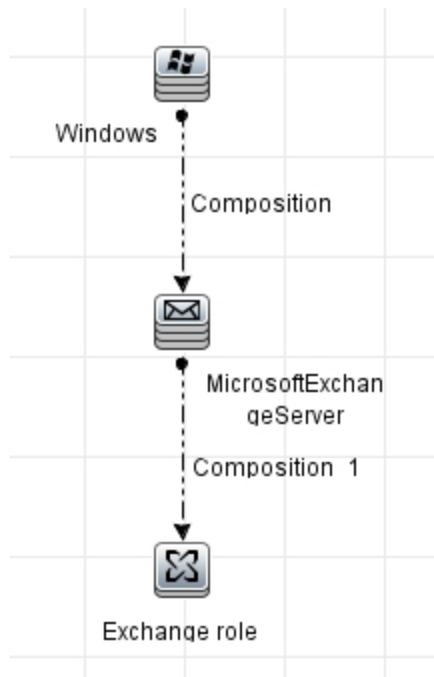 Windows
Composition
MicrosoftExchan
geServer
Composition 1
Exchange role